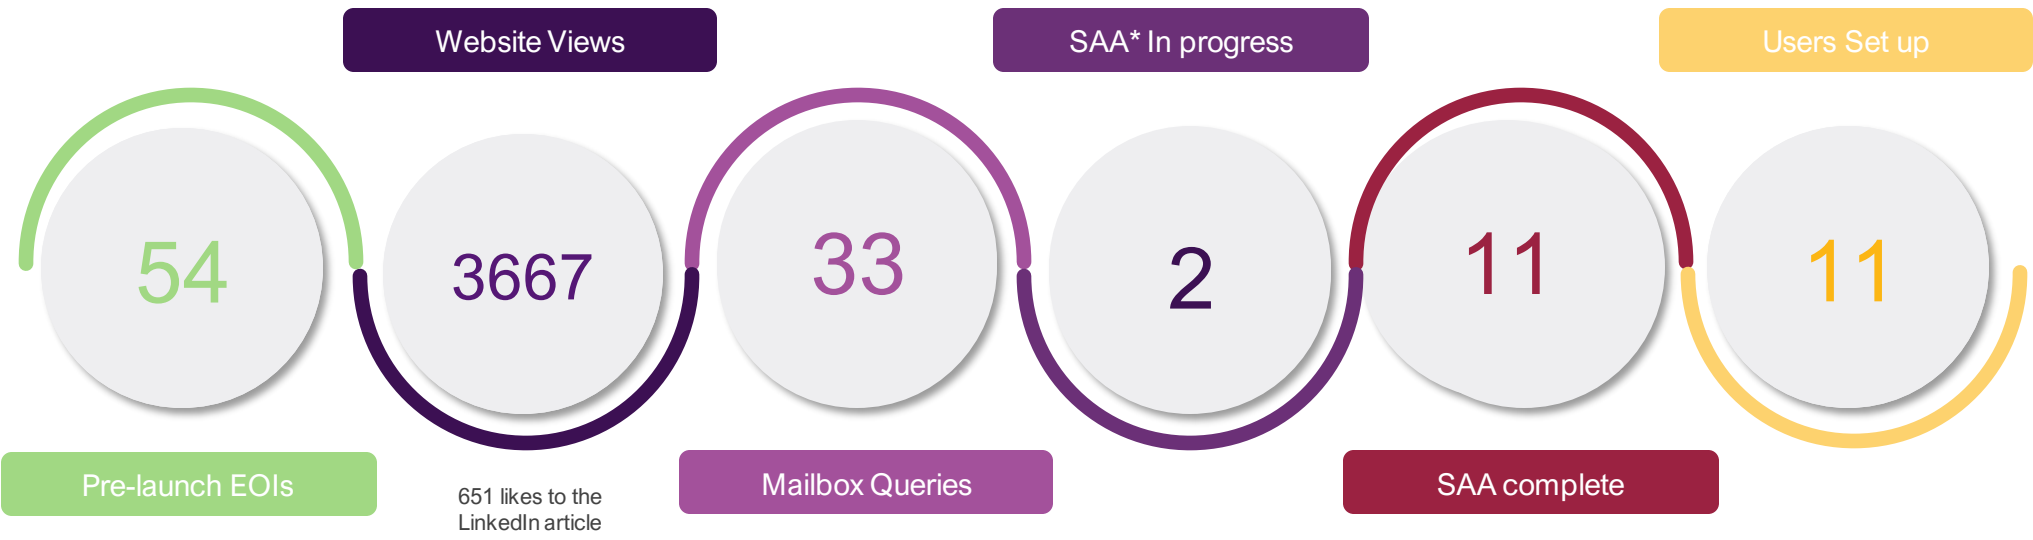 Website Views
SAA* In progress
Users Set up
54
3667
33
2
11
11
Pre-launch EOIs
651 likes to the
LinkedIn article
Mailbox Queries
SAA complete